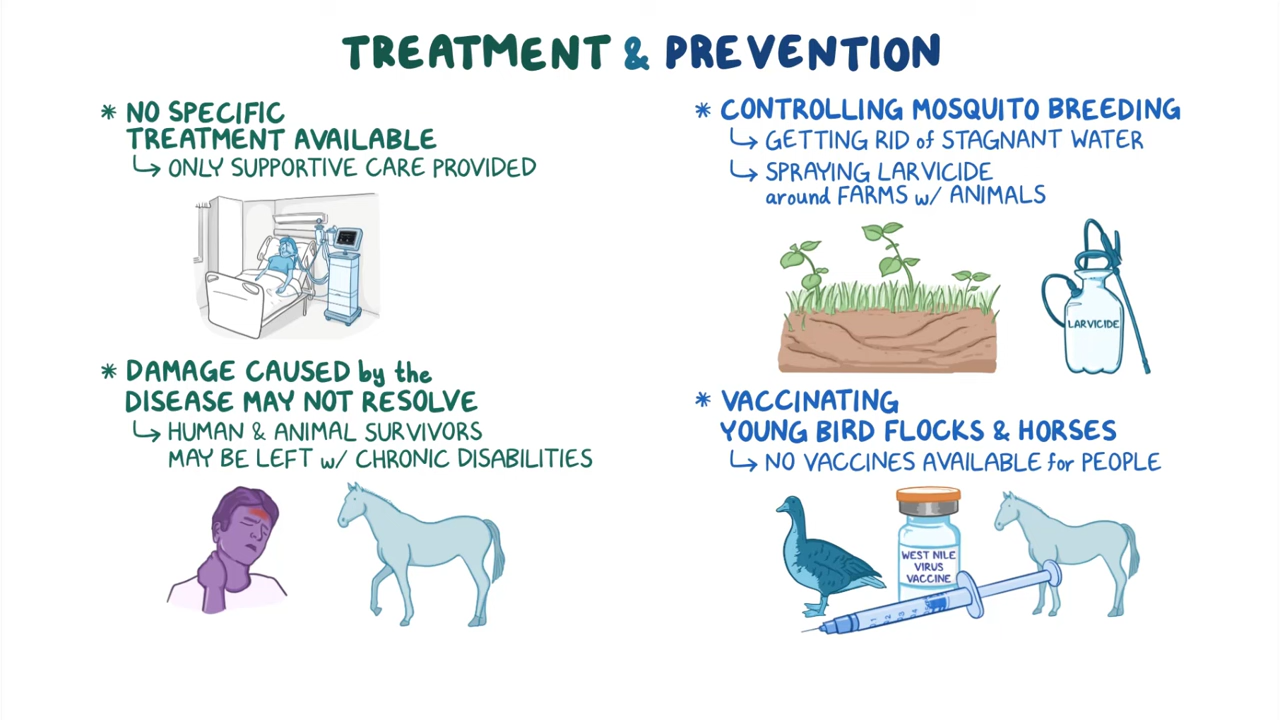 TREATMENT & PREVENTION
* NO SPECIFIC
TREATMENT AVAILABLE
↳ ONLY SUPPORTIVE CARE PROVIDED
* DAMAGE CAUSED by the
DISEASE MAY NOT RESOLVE
↳ HUMAN & ANIMAL SURVIVORS
MAY BE LEFT w/ CHRONIC DISABILITIES
* CONTROLLING MOSQUITO BREEDING
↳ GETTING RID of STAGNANT WATER
↳ SPRAYING LARVICIDE
around FARMS w/ ANIMALS
LARVICIDE
* VACCINATING
YOUNG BIRD FLOCKS & HORSES
↳ NO VACCINES AVAILABLE for PEOPLE
WEST NILE
VIRUS
VACCINE